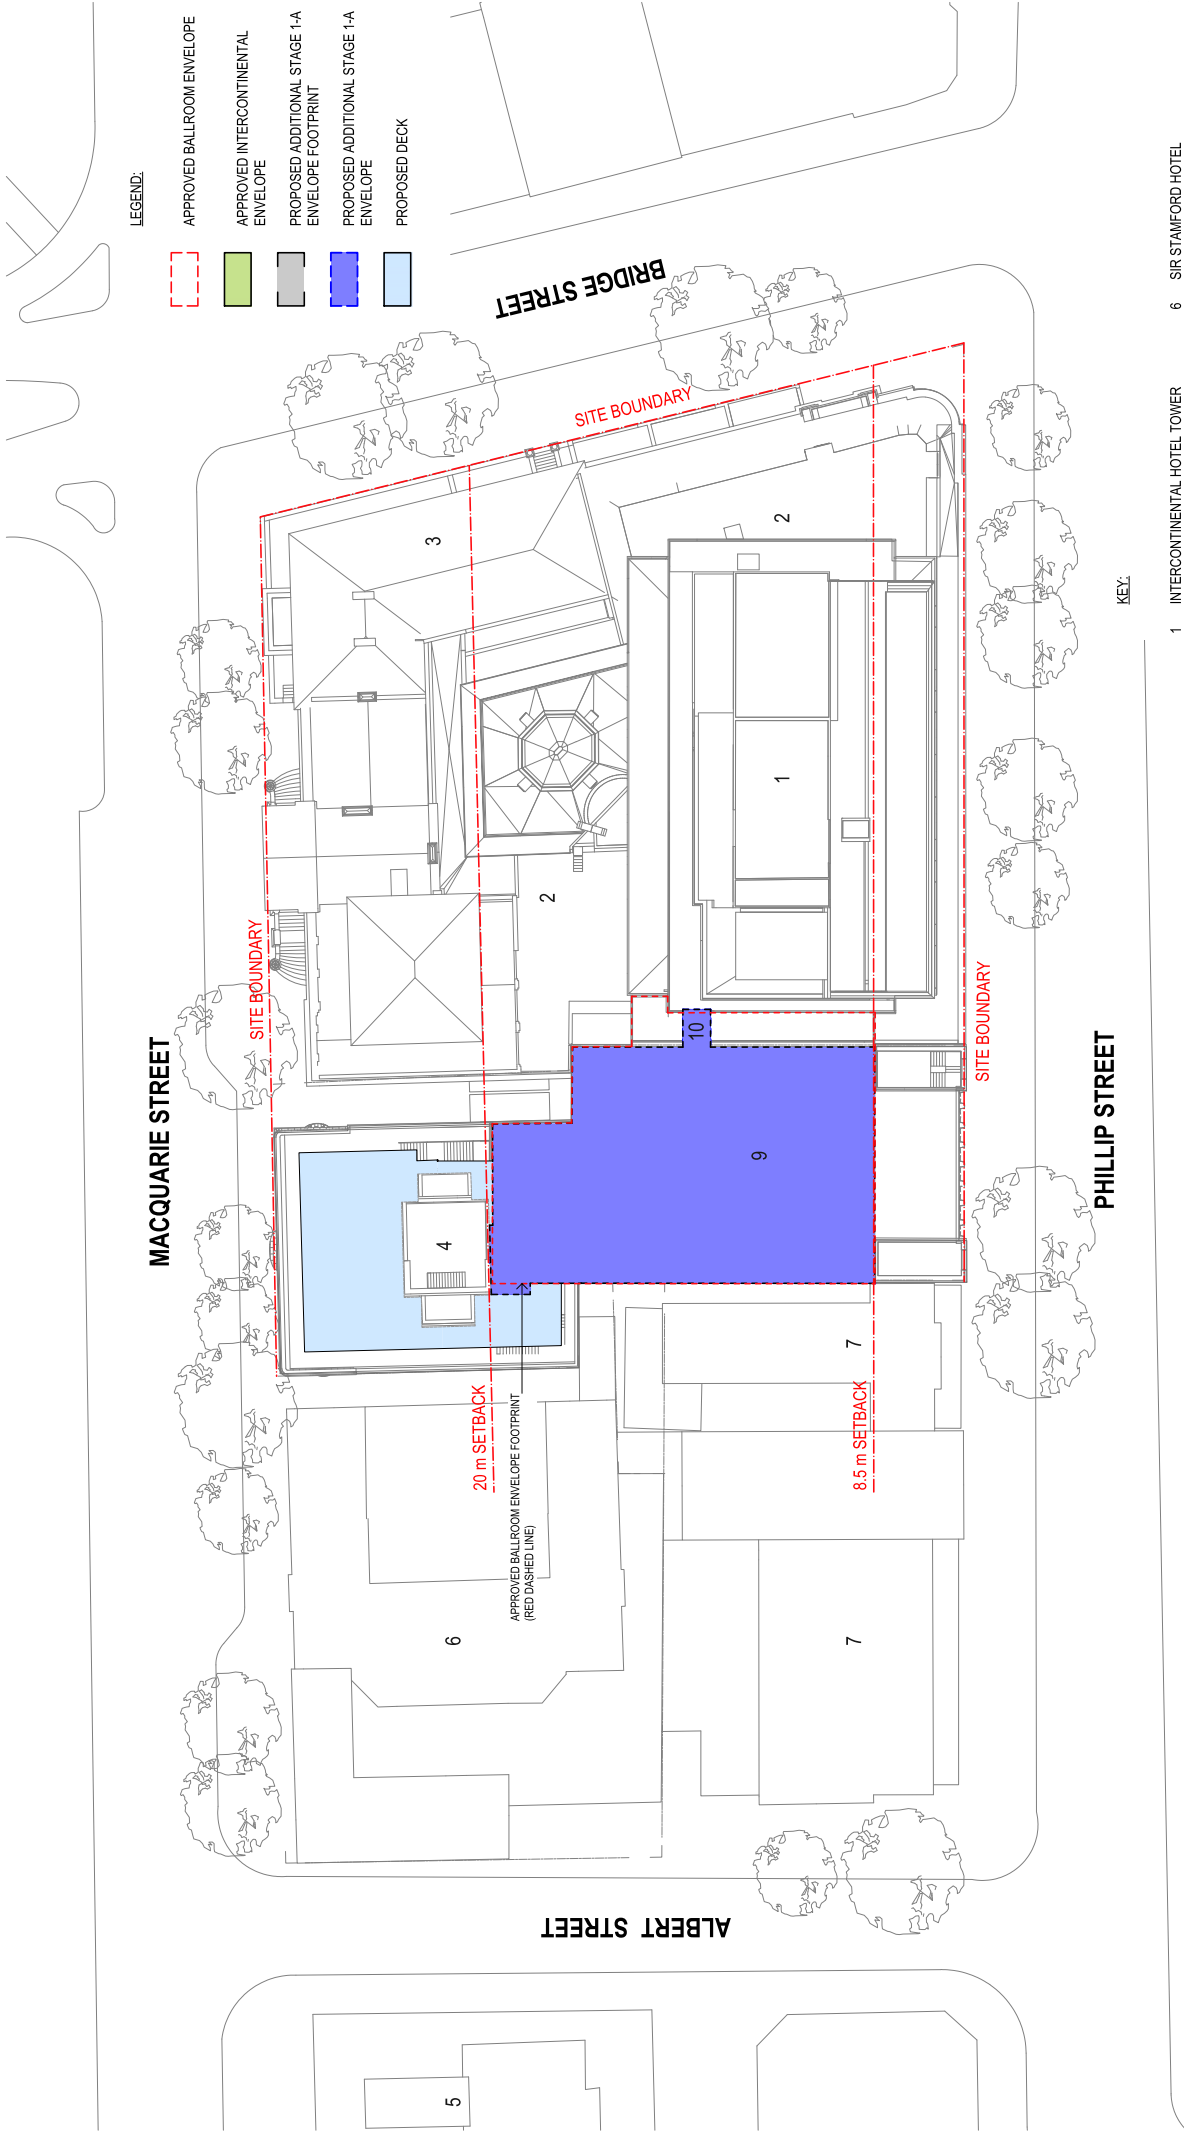 LEGEND:
APPROVED BALLROOM ENVELOPE
APPROVED INTERCONTINENTAL
ENVELOPE
PROPOSED ADDITIONAL STAGE 1-A
ENVELOPE FOOTPRINT
PROPOSED ADDITIONAL STAGE 1-A
ENVELOPE
PROPOSED DECK
BRIDGE STREET
MACQUARIE STREET
PHILLIP STREET
ALBERT STREET
SITE BOUNDARY
SITE BOUNDARY
SITE BOUNDARY
20 m SETBACK
8.5 m SETBACK
APPROVED BALLROOM ENVELOPE FOOTPRINT
(RED DASHED LINE)
3
2
2
1
10
9
4
7
7
6
5
KEY:
1 INTERCONTINENTAL HOTEL TOWER
6 SIR STAMFORD HOTEL